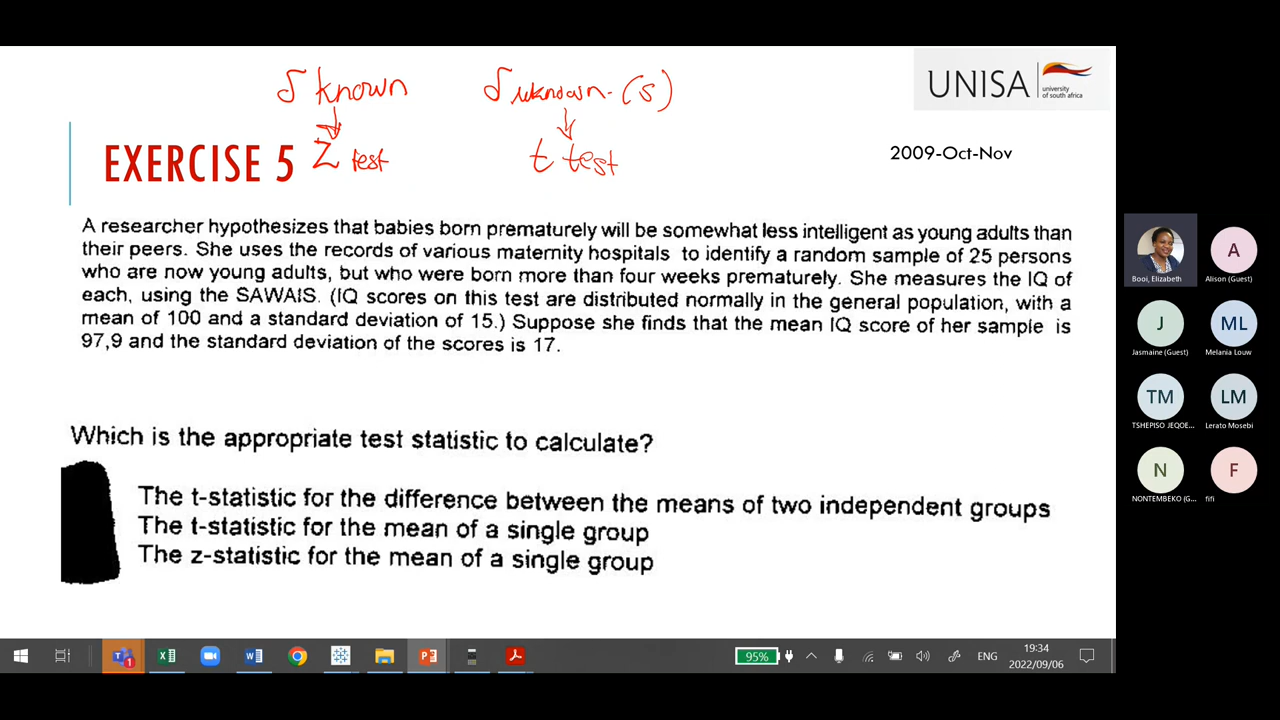 δ known
δ unknown. (s)
Z test
t test
UNISA
university
of south africa
EXERCISE 5
2009-Oct-Nov
A researcher hypothesizes that babies born prematurely will be somewhat less intelligent as young adults than
their peers. She uses the records of various maternity hospitals to identify a random sample of 25 persons
who are now young adults, but who were born more than four weeks prematurely. She measures the IQ of
each, using the SAWAIS. (IQ scores on this test are distributed normally in the general population, with a
mean of 100 and a standard deviation of 15.) Suppose she finds that the mean IQ score of her sample is
97,9 and the standard deviation of the scores is 17.
Which is the appropriate test statistic to calculate?
The t-statistic for the difference between the means of two independent groups
The t-statistic for the mean of a single group
The z-statistic for the mean of a single group
Booi, Elizabeth
A
Alison (Guest)
J
Jasmaine (Guest)
ML
Melania Louw
TM
TSHEPISO JEQOE...
LM
Lerato Mosebi
N
NONTEMBEKO (G...
F
fifi
95%
ENG
19:34
2022/09/06